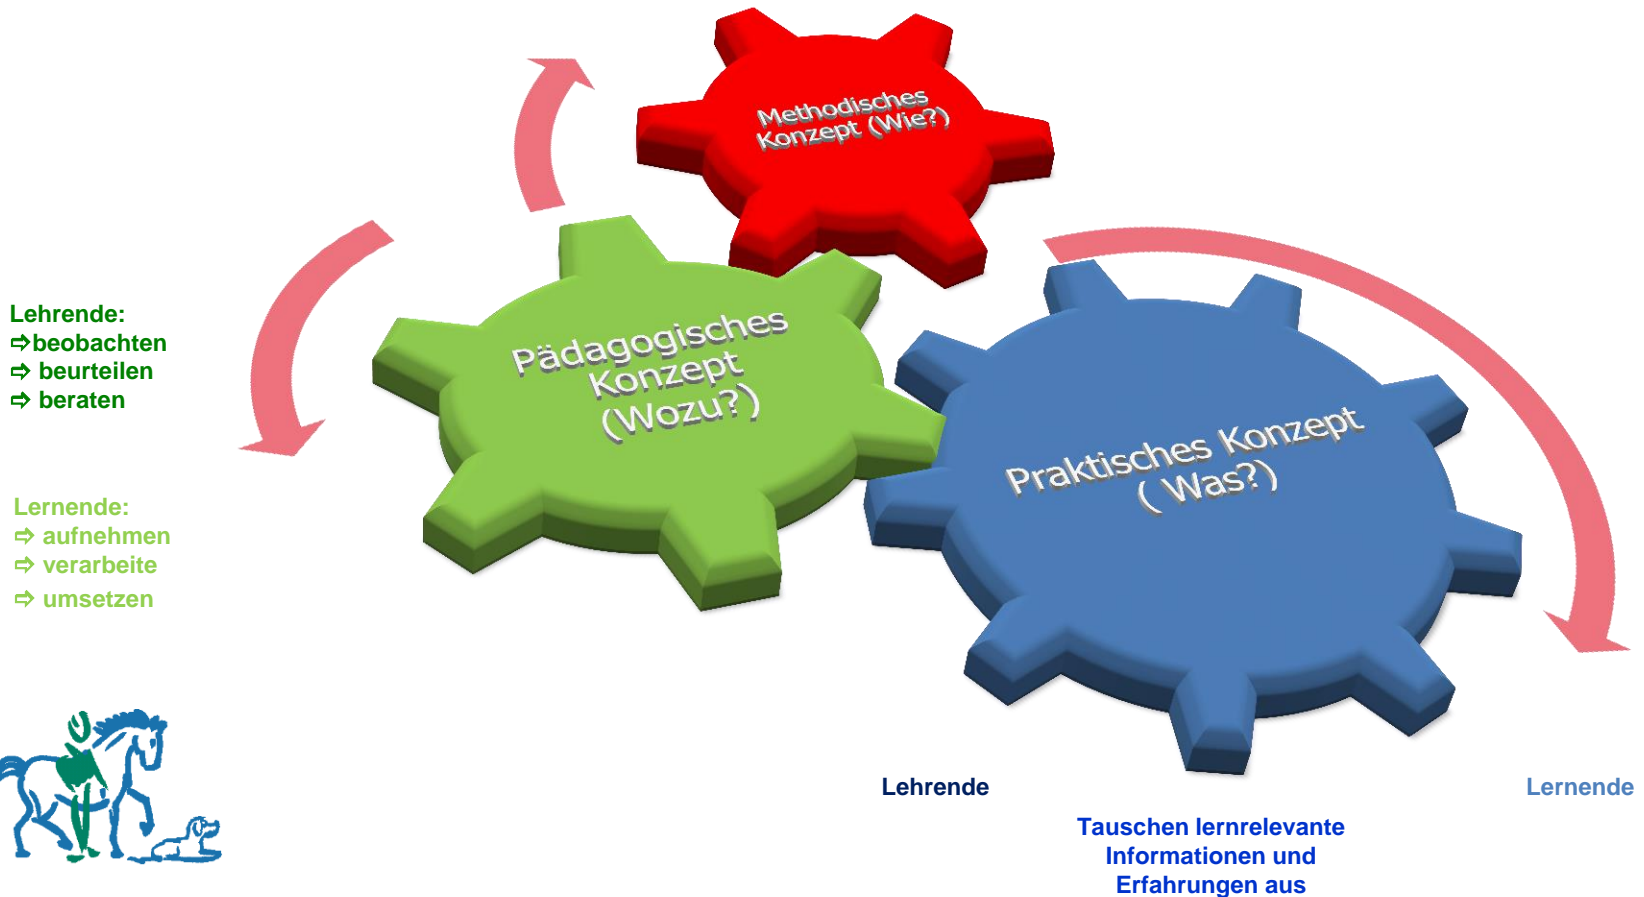 Methodisches
Konzept (Wie?)
Pädagogisches
Konzept
(Wozu?)
Praktisches Konzept
( Was?)
Lehrende:
⇨beobachten
⇨ beurteilen
⇨ beraten
Lernende:
⇨ aufnehmen
⇨ verarbeite
⇨ umsetzen
Lehrende
Lernende
Tauschen lernrelevante
Informationen und
Erfahrungen aus